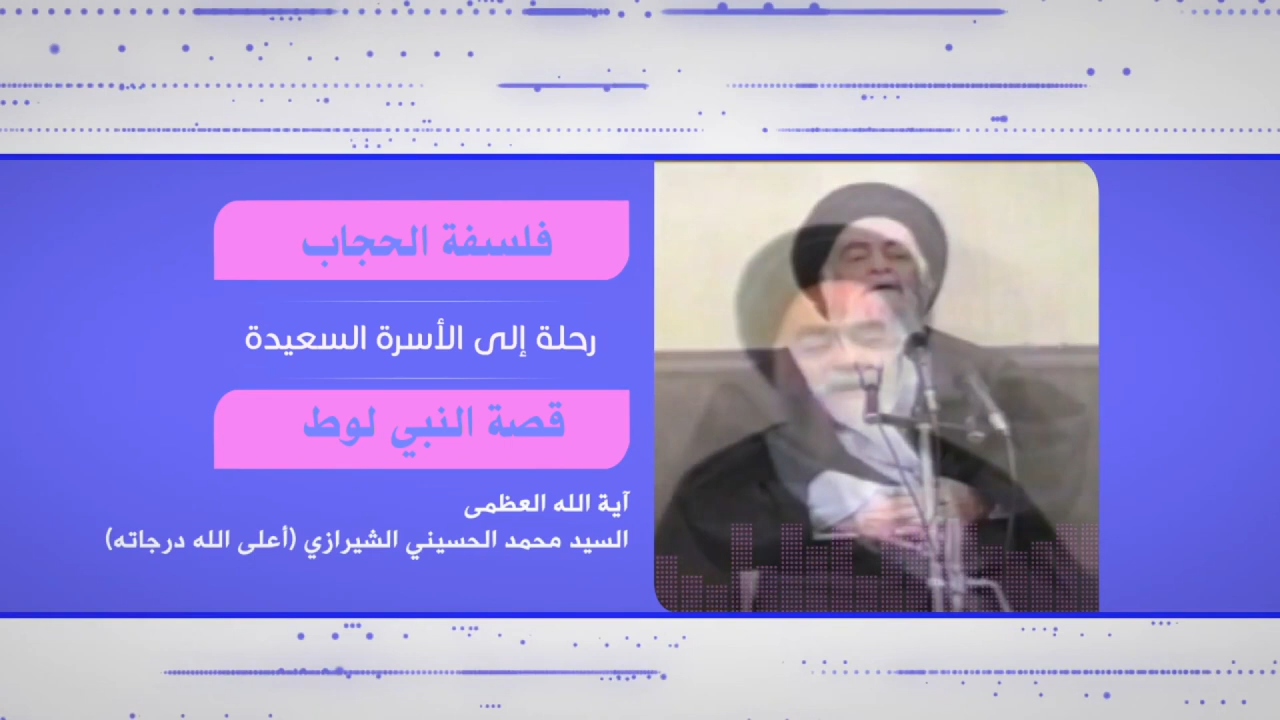 فلسفة الحجاب
رحلة إلى الأسرة السعيدة
قصة النبي لوط
آية الله العظمى
السيد محمد الحسيني الشيرازي (أعلى الله درجاته)